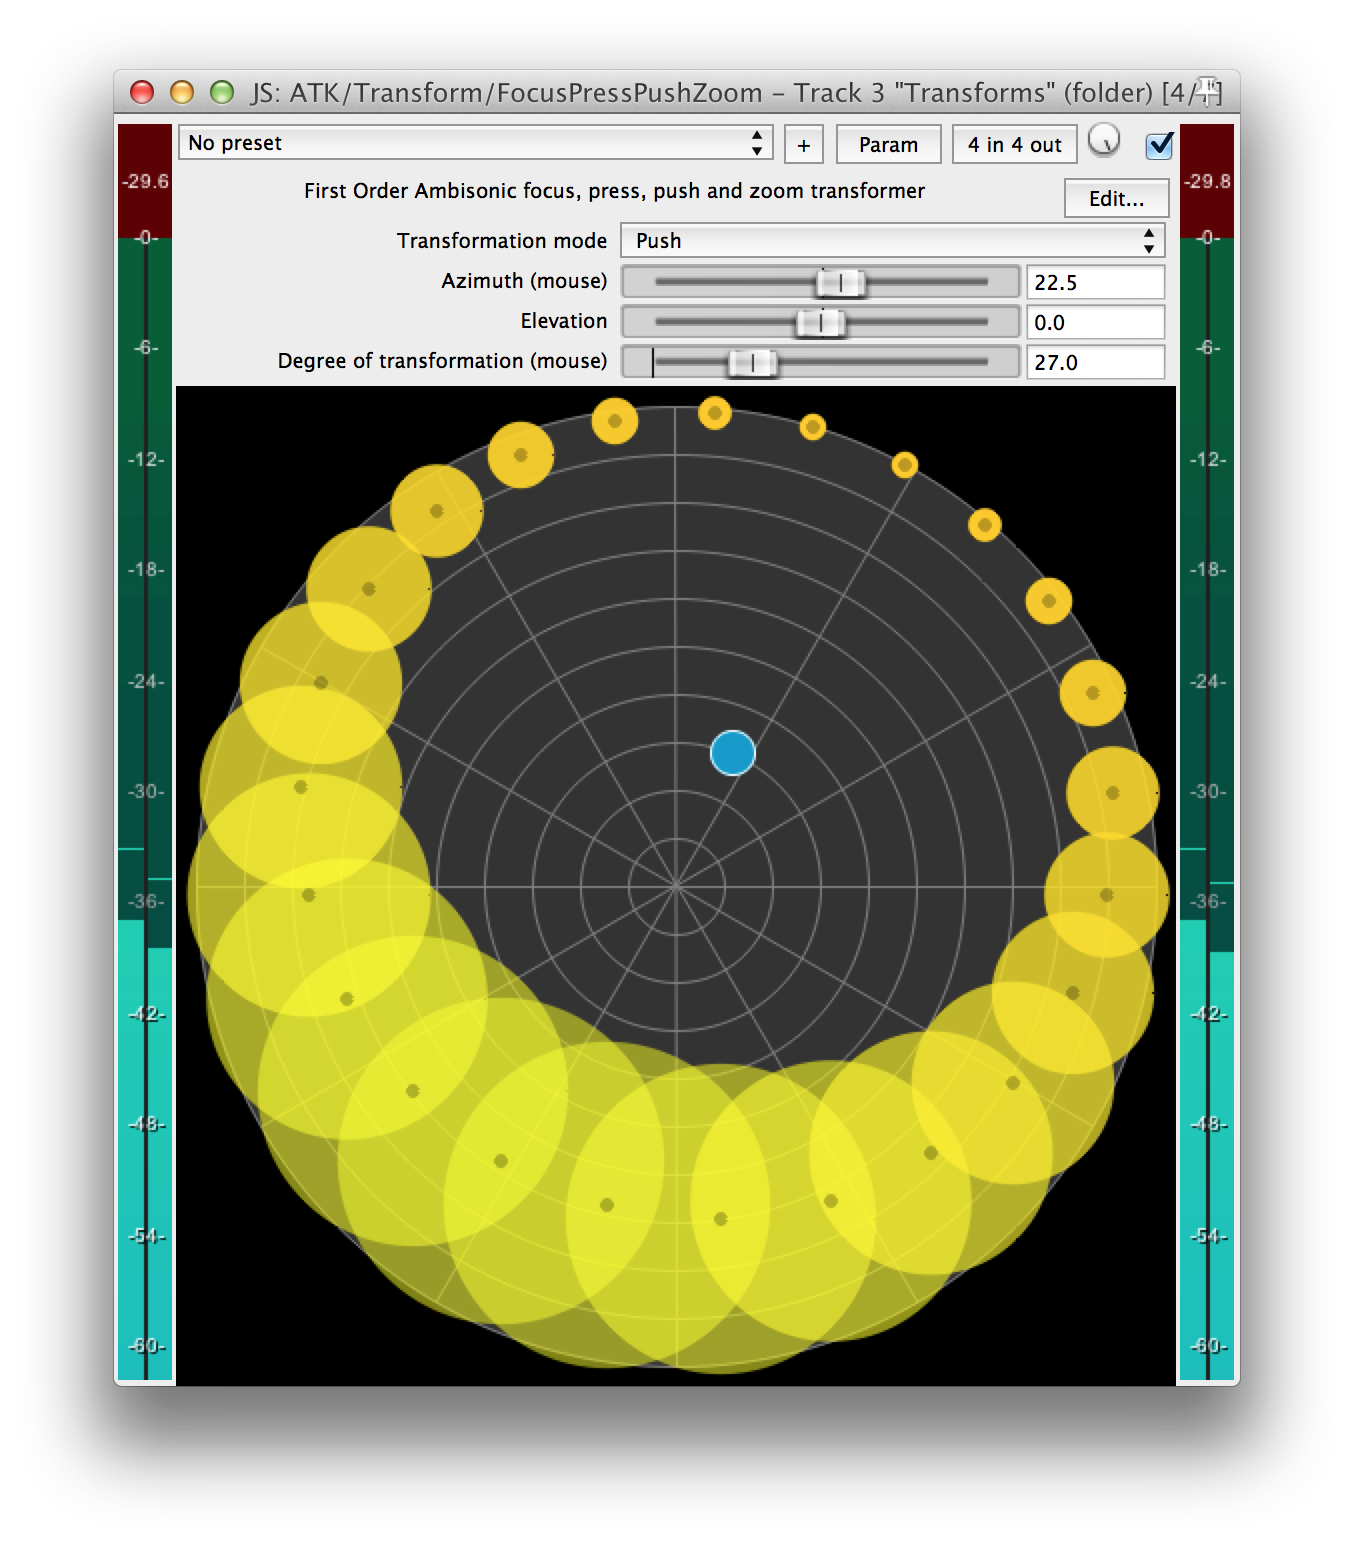 JS: ATK/Transform/FocusPressPushZoom – Track 3 "Transforms" (folder) [4/
No preset
+
Param
4 in 4 out
First Order Ambisonic focus, press, push and zoom transformer
Edit...
Transformation mode
Push
Azimuth (mouse)
22.5
Elevation
0.0
Degree of transformation (mouse)
27.0
-29.6
-0-
-6-
-12-
-18-
-24-
-30-
-36-
-42-
-48-
-54-
-60-
-29.8
-0-
-6-
-12-
-18-
-24-
-30-
-36-
-42-
-48-
-54-
-60-